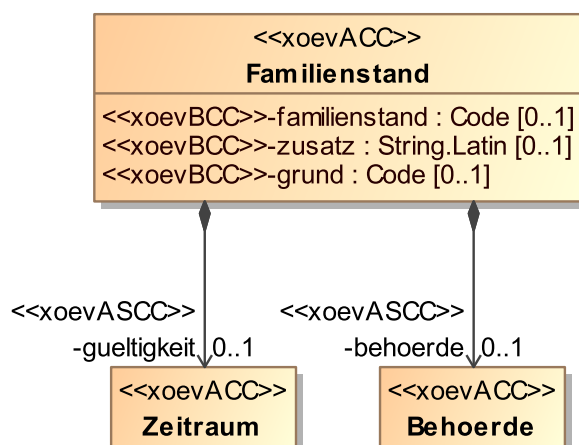 <<xoevACC>>
Familienstand
<<xoevBCC>>-familienstand : Code [0..1]
<<xoevBCC>>-zusatz : String.Latin [0..1]
<<xoevBCC>>-grund : Code [0..1]
<<xoevASCC>>
-gueltigkeit 0..1
<<xoevASCC>>
-behoerde 0..1
<<xoevACC>>
Zeitraum
<<xoevACC>>
Behoerde